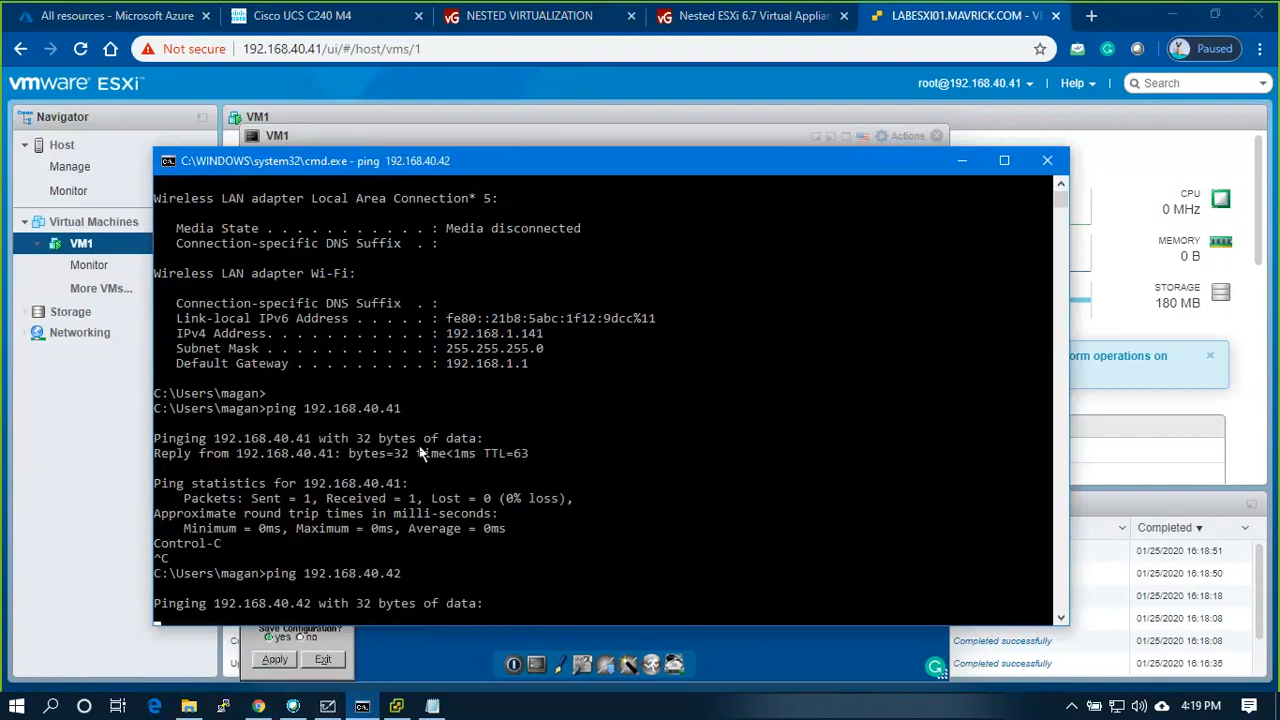 All resources - Microsoft Azure
Cisco UCS C240 M4
NESTED VIRTUALIZATION
Nested ESXi 6.7 Virtual Applian
LABESXI01.MAVRICK.COM - V
Not secure
192.168.40.41/ui/#/host/vms/1
Paused
vmware ESXi
root@192.168.40.41
Help
Search
Navigator
VM1
Host
VM1
Actions
Manage
Monitor
Virtual Machines
VM1
Monitor
More VMs...
Storage
Networking
CPU
0 MHz
MEMORY
0 B
STORAGE
180 MB
orm operations on
C:\WINDOWS\system32\cmd.exe - ping 192.168.40.42
Wireless LAN adapter Local Area Connection* 5:
Media State . . . . . . . . . . . : Media disconnected
Connection-specific DNS Suffix . :
Wireless LAN adapter Wi-Fi:
Connection-specific DNS Suffix . :
Link-local IPv6 Address . . . . . : fe80::21b8:5abc:1f12:9dcc%11
IPv4 Address. . . . . . . . . . . : 192.168.1.141
Subnet Mask . . . . . . . . . . . : 255.255.255.0
Default Gateway . . . . . . . . . : 192.168.1.1
C:\Users\magan>
C:\Users\magan>ping 192.168.40.41
Pinging 192.168.40.41 with 32 bytes of data:
Reply from 192.168.40.41: bytes=32 time<1ms TTL=63
Ping statistics for 192.168.40.41:
Packets: Sent = 1, Received = 1, Lost = 0 (0% loss),
Approximate round trip times in milli-seconds:
Minimum = 0ms, Maximum = 0ms, Average = 0ms
Control-C
^C
C:\Users\magan>ping 192.168.40.42
Pinging 192.168.40.42 with 32 bytes of data:
Completed
01/25/2020 16:18:51
01/25/2020 16:18:50
01/25/2020 16:18:18
01/25/2020 16:18:08
Completed successfully
01/25/2020 16:18:08
Completed successfully
01/25/2020 16:16:35
Save Configuration?
yes no
Apply
Exit
4:19 PM